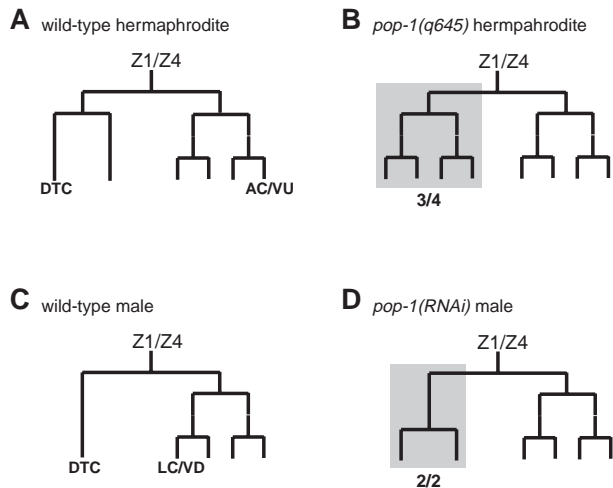 A wild-type hermaphrodite
Z1/Z4
DTC
AC/VU
B pop-1(q645) hermpahrodite
Z1/Z4
3/4
C wild-type male
Z1/Z4
DTC
LC/VD
D pop-1(RNAi) male
Z1/Z4
2/2